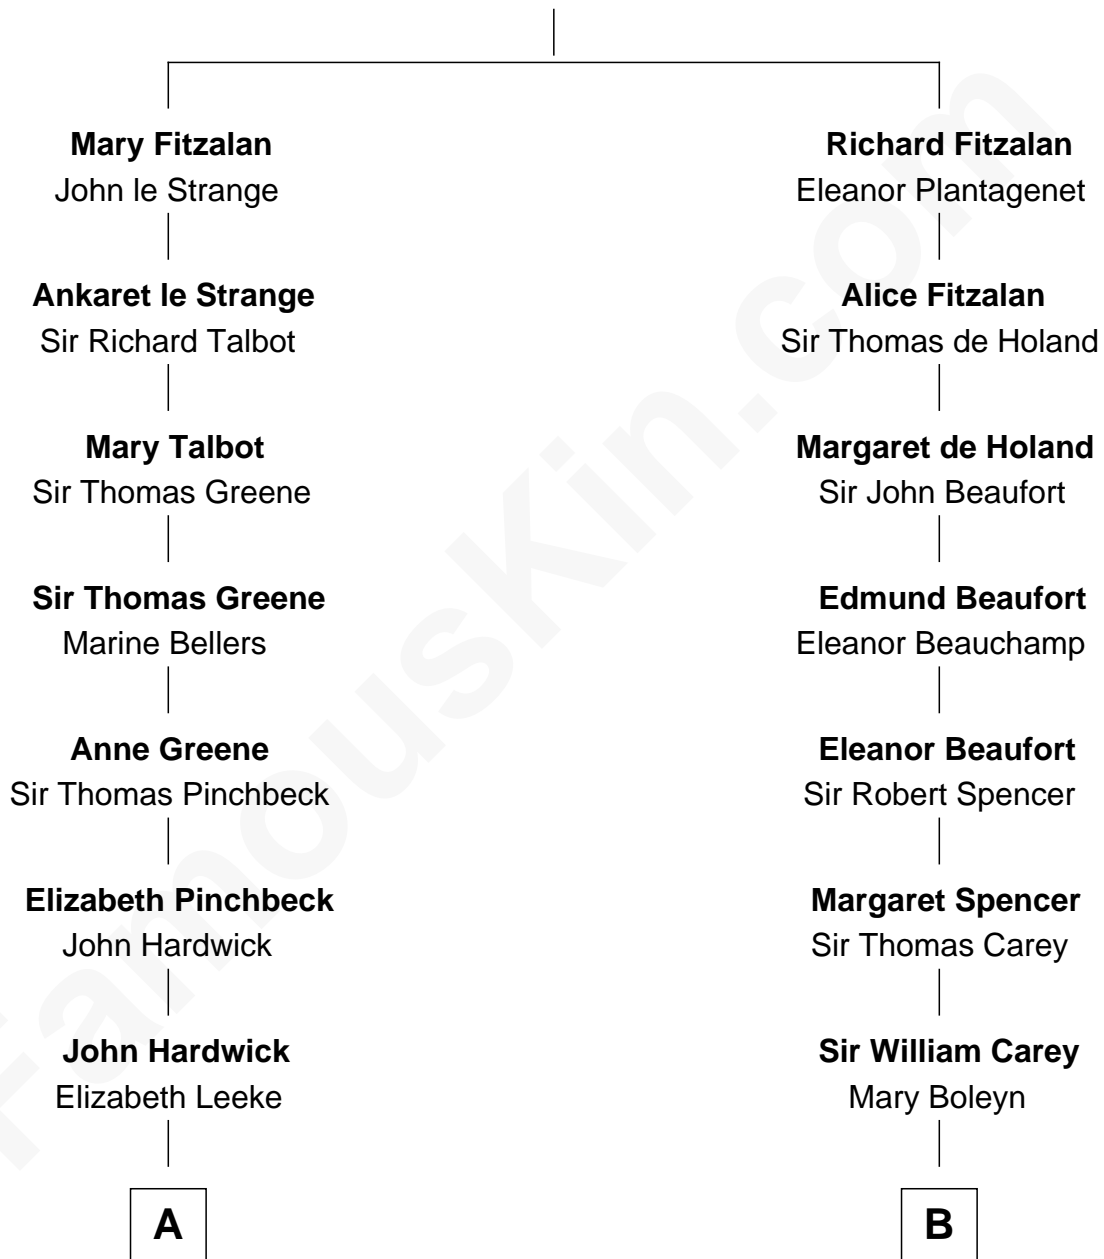 Mary Fitzalan
John le Strange
Ankaret le Strange
Sir Richard Talbot
Mary Talbot
Sir Thomas Greene
Sir Thomas Greene
Marine Bellers
Anne Greene
Sir Thomas Pinchbeck
Elizabeth Pinchbeck
John Hardwick
John Hardwick
Elizabeth Leeke
A
Richard Fitzalan
Eleanor Plantagenet
Alice Fitzalan
Sir Thomas de Holand
Margaret de Holand
Sir John Beaufort
Edmund Beaufort
Eleanor Beauchamp
Eleanor Beaufort
Sir Robert Spencer
Margaret Spencer
Sir Thomas Carey
Sir William Carey
Mary Boleyn
B
FamousKin.com